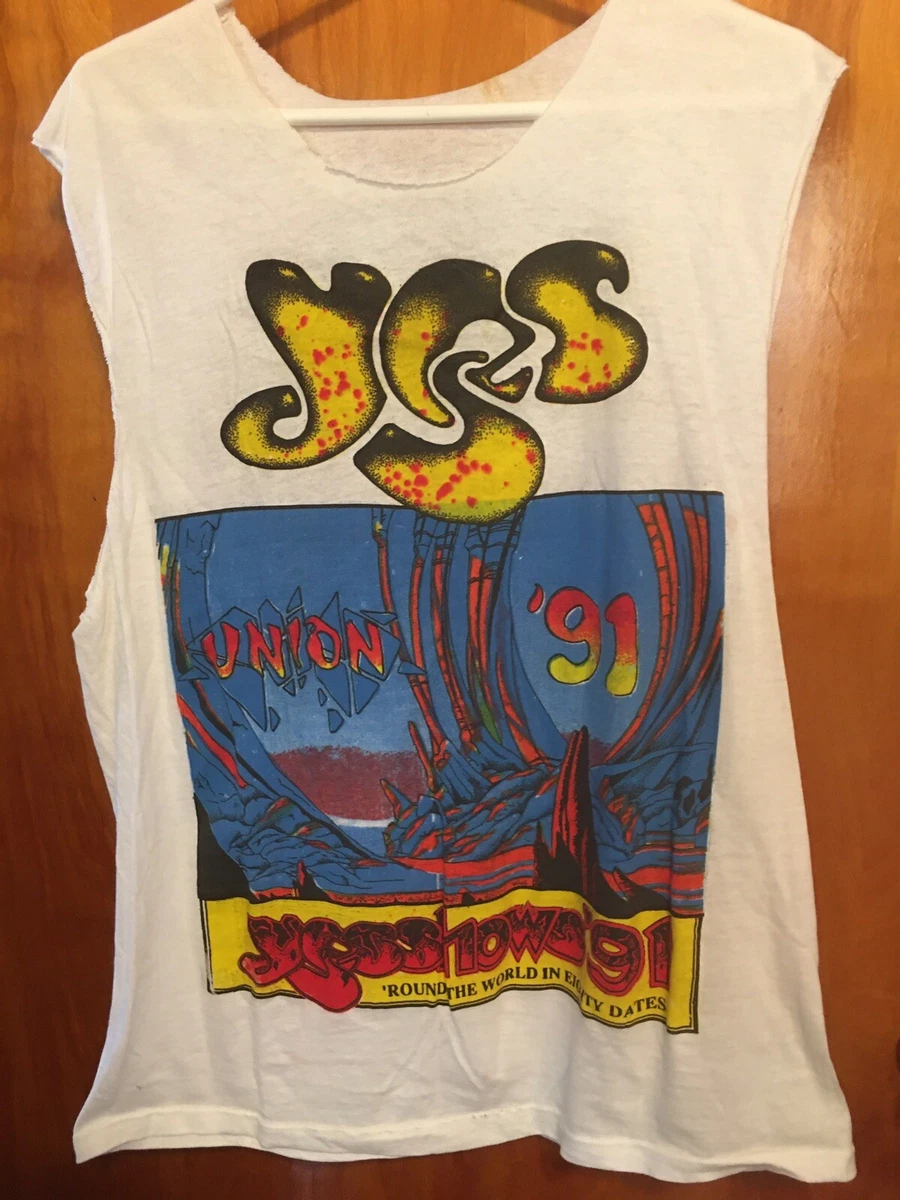 YES
UNION
'91
YESSHOWS '91
'ROUND THE WORLD IN EIGHTY DATES